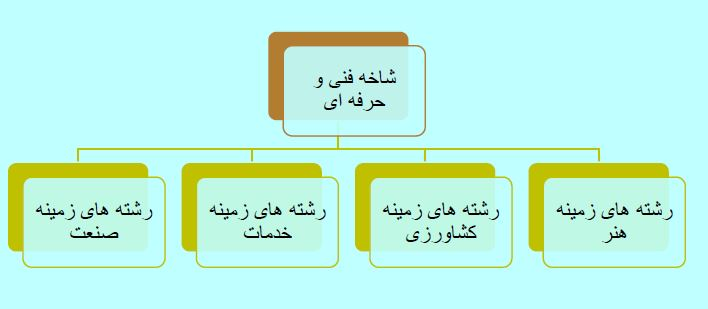 شاخه فنی و
حرفه ای
رشته های زمینه
هنر
رشته های زمینه
کشاورزی
رشته های زمینه
خدمات
رشته های زمینه
صنعت